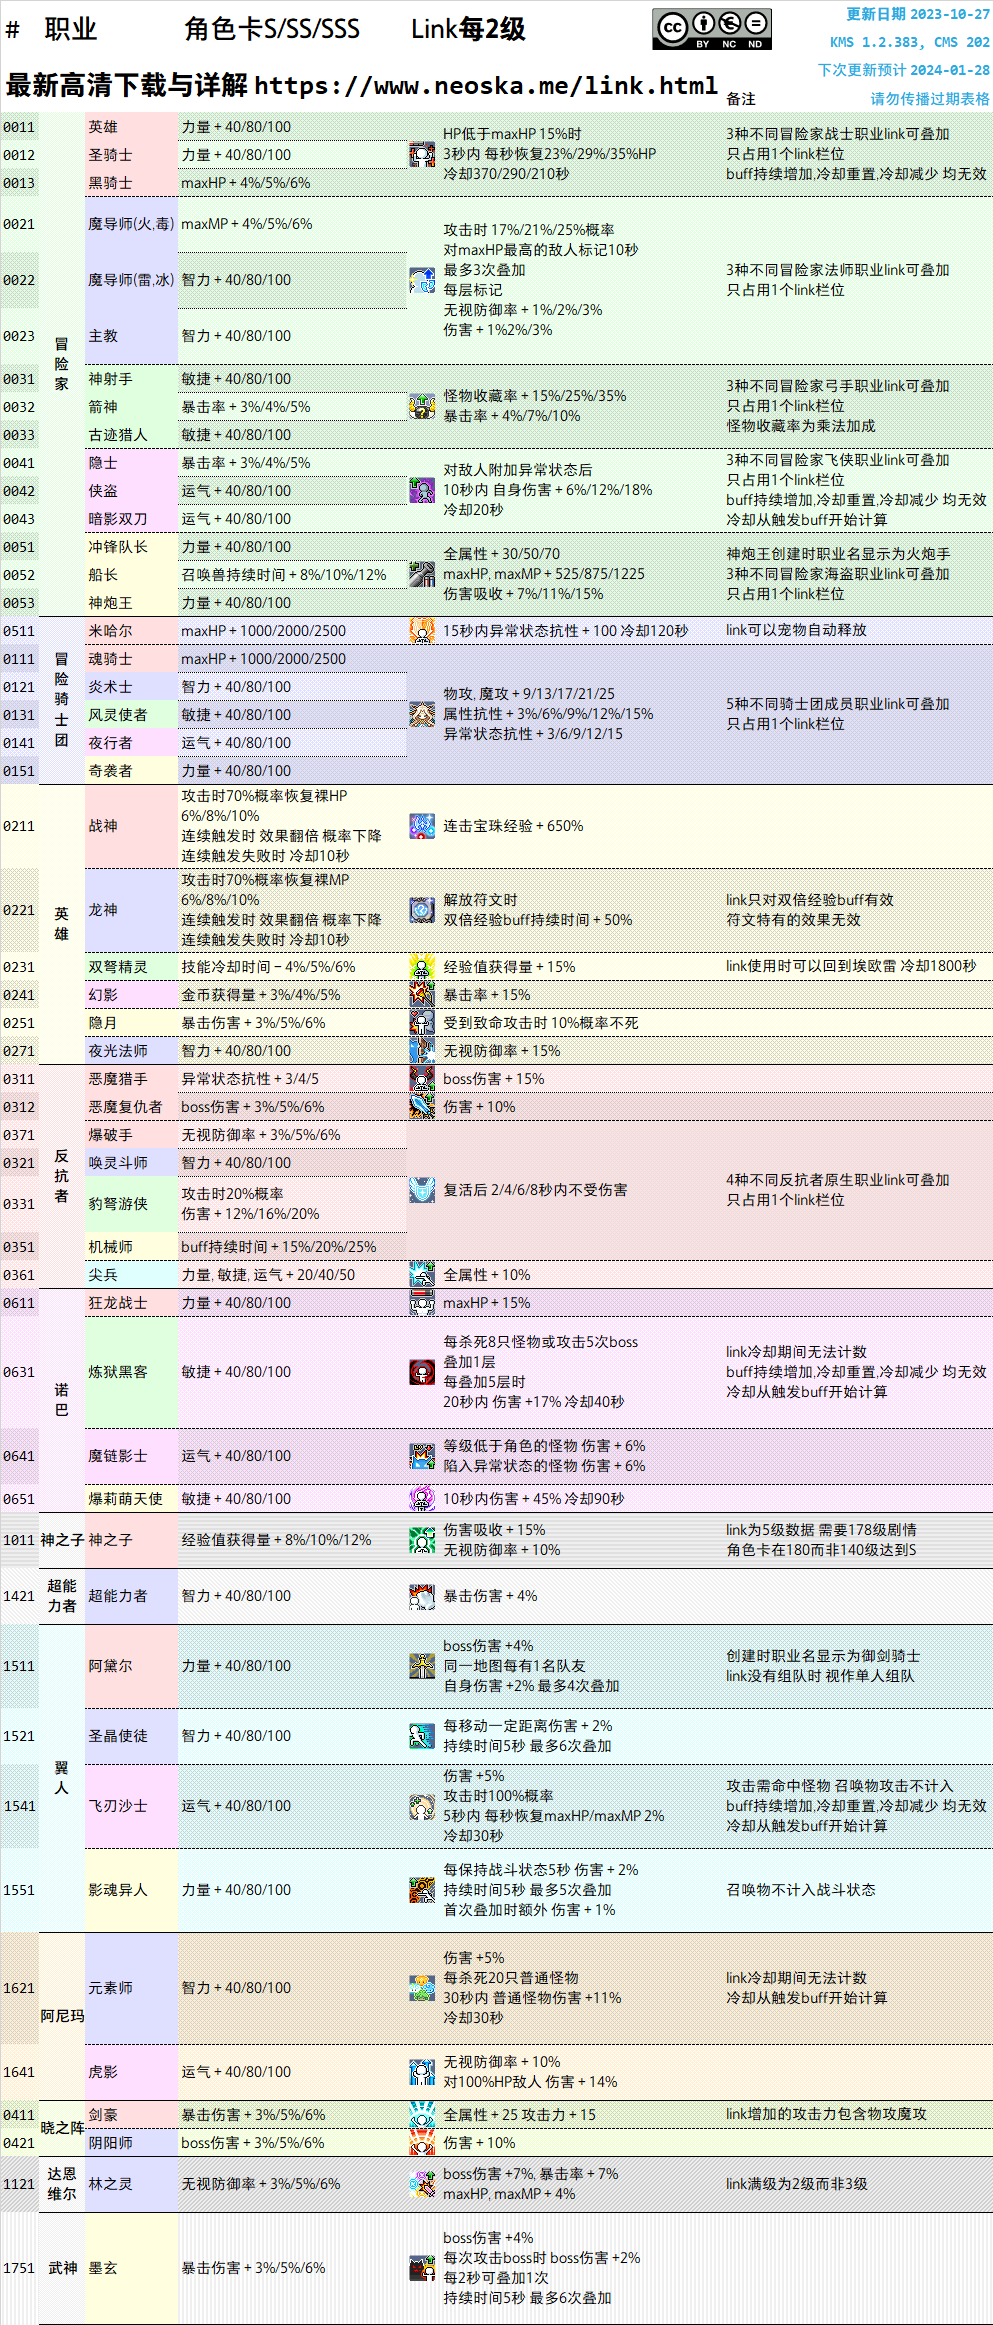 # 职业 角色卡S/SS/SSS Link每2级
CC BY NC ND
更新日期 2023-10-27
KMS 1.2.383, CMS 202
下次更新预计 2024-01-28
请勿传播过期表格
最新高清下载与详解 https://www.neoska.me/link.html 备注
冒险家
0011 英雄 力量 + 40/80/100
0012 圣骑士 力量 + 40/80/100
0013 黑骑士 maxHP + 4%/5%/6%
HP低于maxHP 15%时
3秒内 每秒恢复23%/29%/35%HP
冷却370/290/210秒
3种不同冒险家战士职业link可叠加
只占用1个link栏位
buff持续增加,冷却重置,冷却减少 均无效
0021 魔导师(火,毒) maxMP + 4%/5%/6%
0022 魔导师(雷,冰) 智力 + 40/80/100
0023 主教 智力 + 40/80/100
攻击时 17%/21%/25%概率
对maxHP最高的敌人标记10秒
最多3次叠加
每层标记
无视防御率 + 1%/2%/3%
伤害 + 1%2%/3%
3种不同冒险家法师职业link可叠加
只占用1个link栏位
0031 神射手 敏捷 + 40/80/100
0032 箭神 暴击率 + 3%/4%/5%
0033 古迹猎人 敏捷 + 40/80/100
怪物收藏率 + 15%/25%/35%
暴击率 + 4%/7%/10%
3种不同冒险家弓手职业link可叠加
只占用1个link栏位
怪物收藏率为乘法加成
0041 隐士 暴击率 + 3%/4%/5%
0042 侠盗 运气 + 40/80/100
0043 暗影双刀 运气 + 40/80/100
对敌人附加异常状态后
10秒内 自身伤害 + 6%/12%/18%
冷却20秒
3种不同冒险家飞侠职业link可叠加
只占用1个link栏位
buff持续增加,冷却重置,冷却减少 均无效
冷却从触发buff开始计算
0051 冲锋队长 力量 + 40/80/100
0052 船长 召唤兽持续时间 + 8%/10%/12%
0053 神炮王 力量 + 40/80/100
全属性 + 30/50/70
maxHP, maxMP + 525/875/1225
伤害吸收 + 7%/11%/15%
神炮王创建时职业名显示为火炮手
3种不同冒险家海盗职业link可叠加
只占用1个link栏位
冒险骑士团
0511 米哈尔 maxHP + 1000/2000/2500 15秒内异常状态抗性 + 100 冷却120秒 link可以宠物自动释放
0111 魂骑士 maxHP + 1000/2000/2500
0121 炎术士 智力 + 40/80/100
0131 风灵使者 敏捷 + 40/80/100
0141 夜行者 运气 + 40/80/100
0151 奇袭者 力量 + 40/80/100
物攻, 魔攻 + 9/13/17/21/25
属性抗性 + 3%/6%/9%/12%/15%
异常状态抗性 + 3/6/9/12/15
5种不同骑士团成员职业link可叠加
只占用1个link栏位
英雄
0211 战神
攻击时70%概率恢复裸HP
6%/8%/10%
连续触发时 效果翻倍 概率下降
连续触发失败时 冷却10秒
连击宝珠经验 + 650%
0221 龙神
攻击时70%概率恢复裸MP
6%/8%/10%
连续触发时 效果翻倍 概率下降
连续触发失败时 冷却10秒
解放符文时
双倍经验buff持续时间 + 50%
link只对双倍经验buff有效
符文特有的效果无效
0231 双弩精灵 技能冷却时间 − 4%/5%/6% 经验值获得量 + 15% link使用时可以回到埃欧雷 冷却1800秒
0241 幻影 金币获得量 + 3%/4%/5% 暴击率 + 15%
0251 隐月 暴击伤害 + 3%/5%/6% 受到致命攻击时 10%概率不死
0271 夜光法师 智力 + 40/80/100 无视防御率 + 15%
反抗者
0311 恶魔猎手 异常状态抗性 + 3/4/5 boss伤害 + 15%
0312 恶魔复仇者 boss伤害 + 3%/5%/6% 伤害 + 10%
0371 爆破手 无视防御率 + 3%/5%/6%
0321 唤灵斗师 智力 + 40/80/100
0331 豹弩游侠
攻击时20%概率
伤害 + 12%/16%/20%
0351 机械师 buff持续时间 + 15%/20%/25%
复活后 2/4/6/8秒内不受伤害
4种不同反抗者原生职业link可叠加
只占用1个link栏位
0361 尖兵 力量, 敏捷, 运气 + 20/40/50 全属性 + 10%
诺巴
0611 狂龙战士 力量 + 40/80/100 maxHP + 15%
0631 炼狱黑客 敏捷 + 40/80/100
每杀死8只怪物或攻击5次boss
叠加1层
每叠加5层时
20秒内 伤害 +17% 冷却40秒
link冷却期间无法计数
buff持续增加,冷却重置,冷却减少 均无效
冷却从触发buff开始计算
0641 魔链影士 运气 + 40/80/100
等级低于角色的怪物 伤害 + 6%
陷入异常状态的怪物 伤害 + 6%
0651 爆莉萌天使 敏捷 + 40/80/100 10秒内伤害 + 45% 冷却90秒
1011 神之子 神之子 经验值获得量 + 8%/10%/12%
伤害吸收 + 15%
无视防御率 + 10%
link为5级数据 需要178级剧情
角色卡在180而非140级达到S
1421 超能力者 超能力者 智力 + 40/80/100 暴击伤害 + 4%
翼人
1511 阿黛尔 力量 + 40/80/100
boss伤害 +4%
同一地图每有1名队友
自身伤害 +2% 最多4次叠加
创建时职业名显示为御剑骑士
link没有组队时 视作单人组队
1521 圣晶使徒 智力 + 40/80/100
每移动一定距离伤害 + 2%
持续时间5秒 最多6次叠加
1541 飞刃沙士 运气 + 40/80/100
伤害 +5%
攻击时100%概率
5秒内 每秒恢复maxHP/maxMP 2%
冷却30秒
攻击需命中怪物 召唤物攻击不计入
buff持续增加,冷却重置,冷却减少 均无效
冷却从触发buff开始计算
1551 影魂异人 力量 + 40/80/100
每保持战斗状态5秒 伤害 + 2%
持续时间5秒 最多5次叠加
首次叠加时额外 伤害 + 1%
召唤物不计入战斗状态
阿尼玛
1621 元素师 智力 + 40/80/100
伤害 +5%
每杀死20只普通怪物
30秒内 普通怪物伤害 +11%
冷却30秒
link冷却期间无法计数
冷却从触发buff开始计算
1641 虎影 运气 + 40/80/100
无视防御率 + 10%
对100%HP敌人 伤害 + 14%
晓之阵
0411 剑豪 暴击伤害 + 3%/5%/6% 全属性 + 25 攻击力 + 15 link增加的攻击力包含物攻魔攻
0421 阴阳师 boss伤害 + 3%/5%/6% 伤害 + 10%
1121 达恩维尔 林之灵 无视防御率 + 3%/5%/6%
boss伤害 +7%, 暴击率 + 7%
maxHP, maxMP + 4%
link满级为2级而非3级
1751 武神 墨玄 暴击伤害 + 3%/5%/6%
boss伤害 +4%
每次攻击boss时 boss伤害 +2%
每2秒可叠加1次
持续时间5秒 最多6次叠加